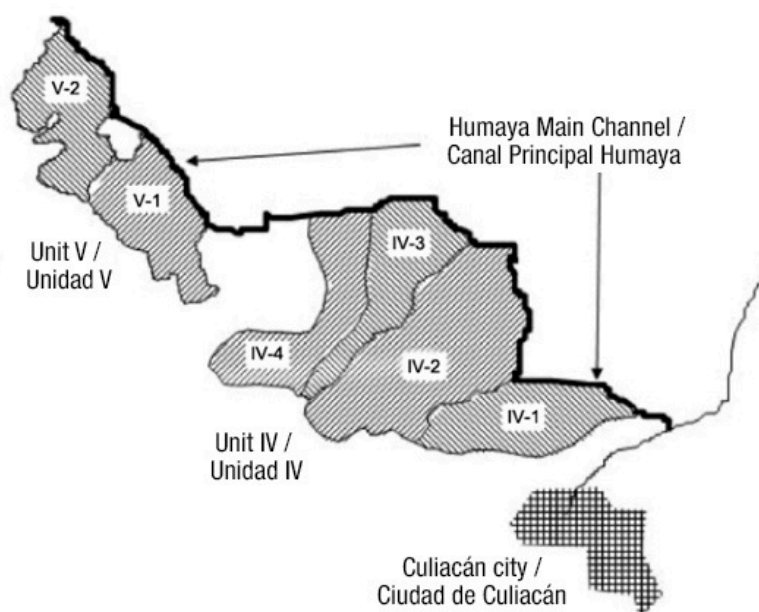 V-2
Humaya Main Channel /
Canal Principal Humaya
V-1
Unit V /
Unidad V
IV-3
IV-4
IV-2
IV-1
Unit IV /
Unidad IV
Culiacán city /
Ciudad de Culiacán